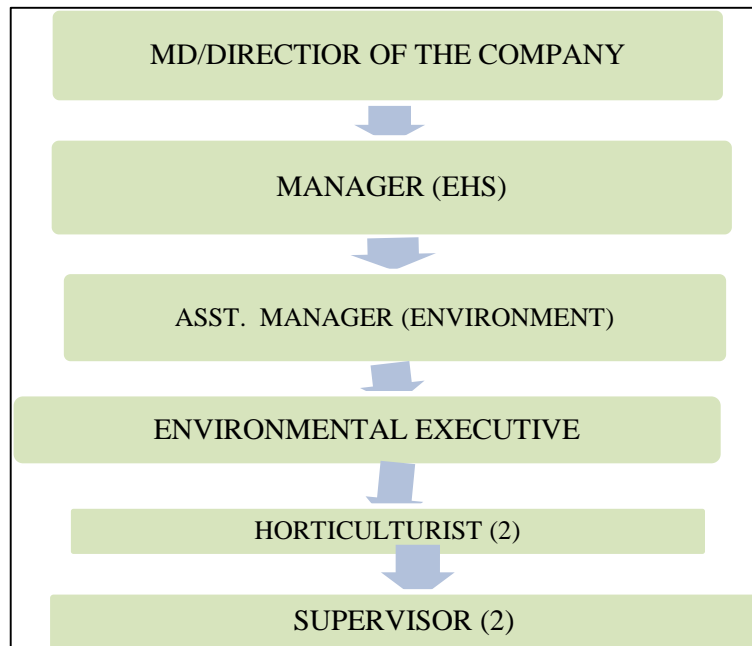 MD/DIRECTIOR OF THE COMPANY
MANAGER (EHS)
ASST. MANAGER (ENVIRONMENT)
ENVIRONMENTAL EXECUTIVE
HORTICULTURIST (2)
SUPERVISOR (2)